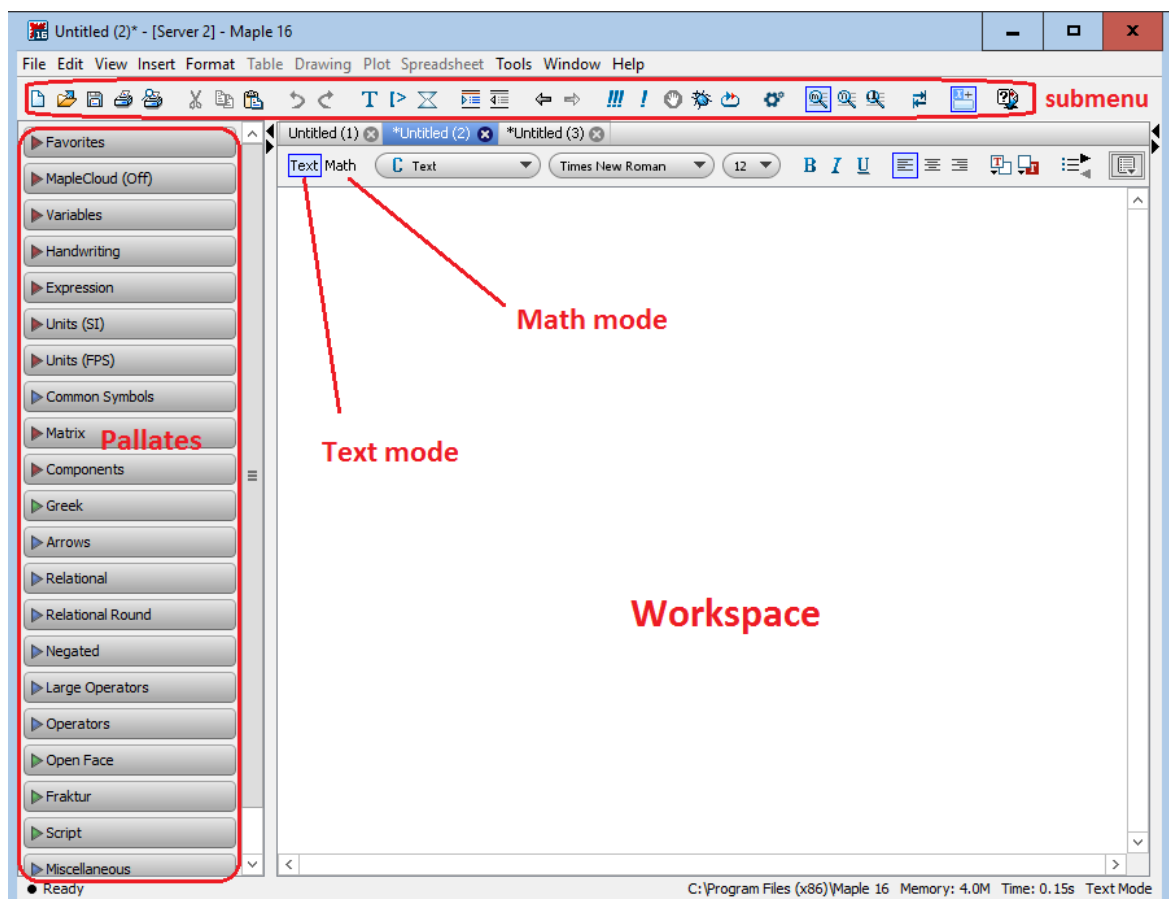 Untitled (2)* - [Server 2] - Maple 16
File Edit View Insert Format Table Drawing Plot Spreadsheet Tools Window Help
submenu
Untitled (1) *Untitled (2) *Untitled (3)
Text Math C Text Times New Roman 12 B I U
Favorites
MapleCloud (Off)
Variables
Handwriting
Expression
Units (SI)
Units (FPS)
Common Symbols
Matrix
Components
Greek
Arrows
Relational
Relational Round
Negated
Large Operators
Operators
Open Face
Fraktur
Script
Miscellaneous
Pallates
Math mode
Text mode
Workspace
Ready
C:\Program Files (x86)\Maple 16 Memory: 4.0M Time: 0.15s Text Mode